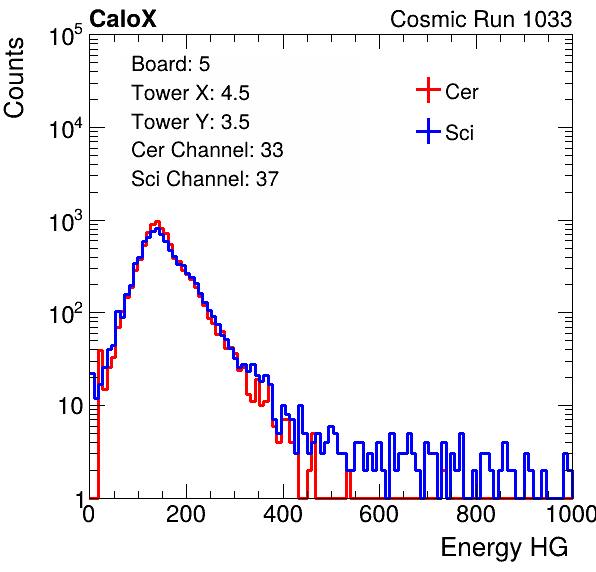 CaloX Cosmic Run 1033
Counts
10^5
10^4
10^3
10^2
10
1
Board: 5
Tower X: 4.5
Tower Y: 3.5
Cer Channel: 33
Sci Channel: 37
Cer
Sci
0 200 400 600 800 1000
Energy HG